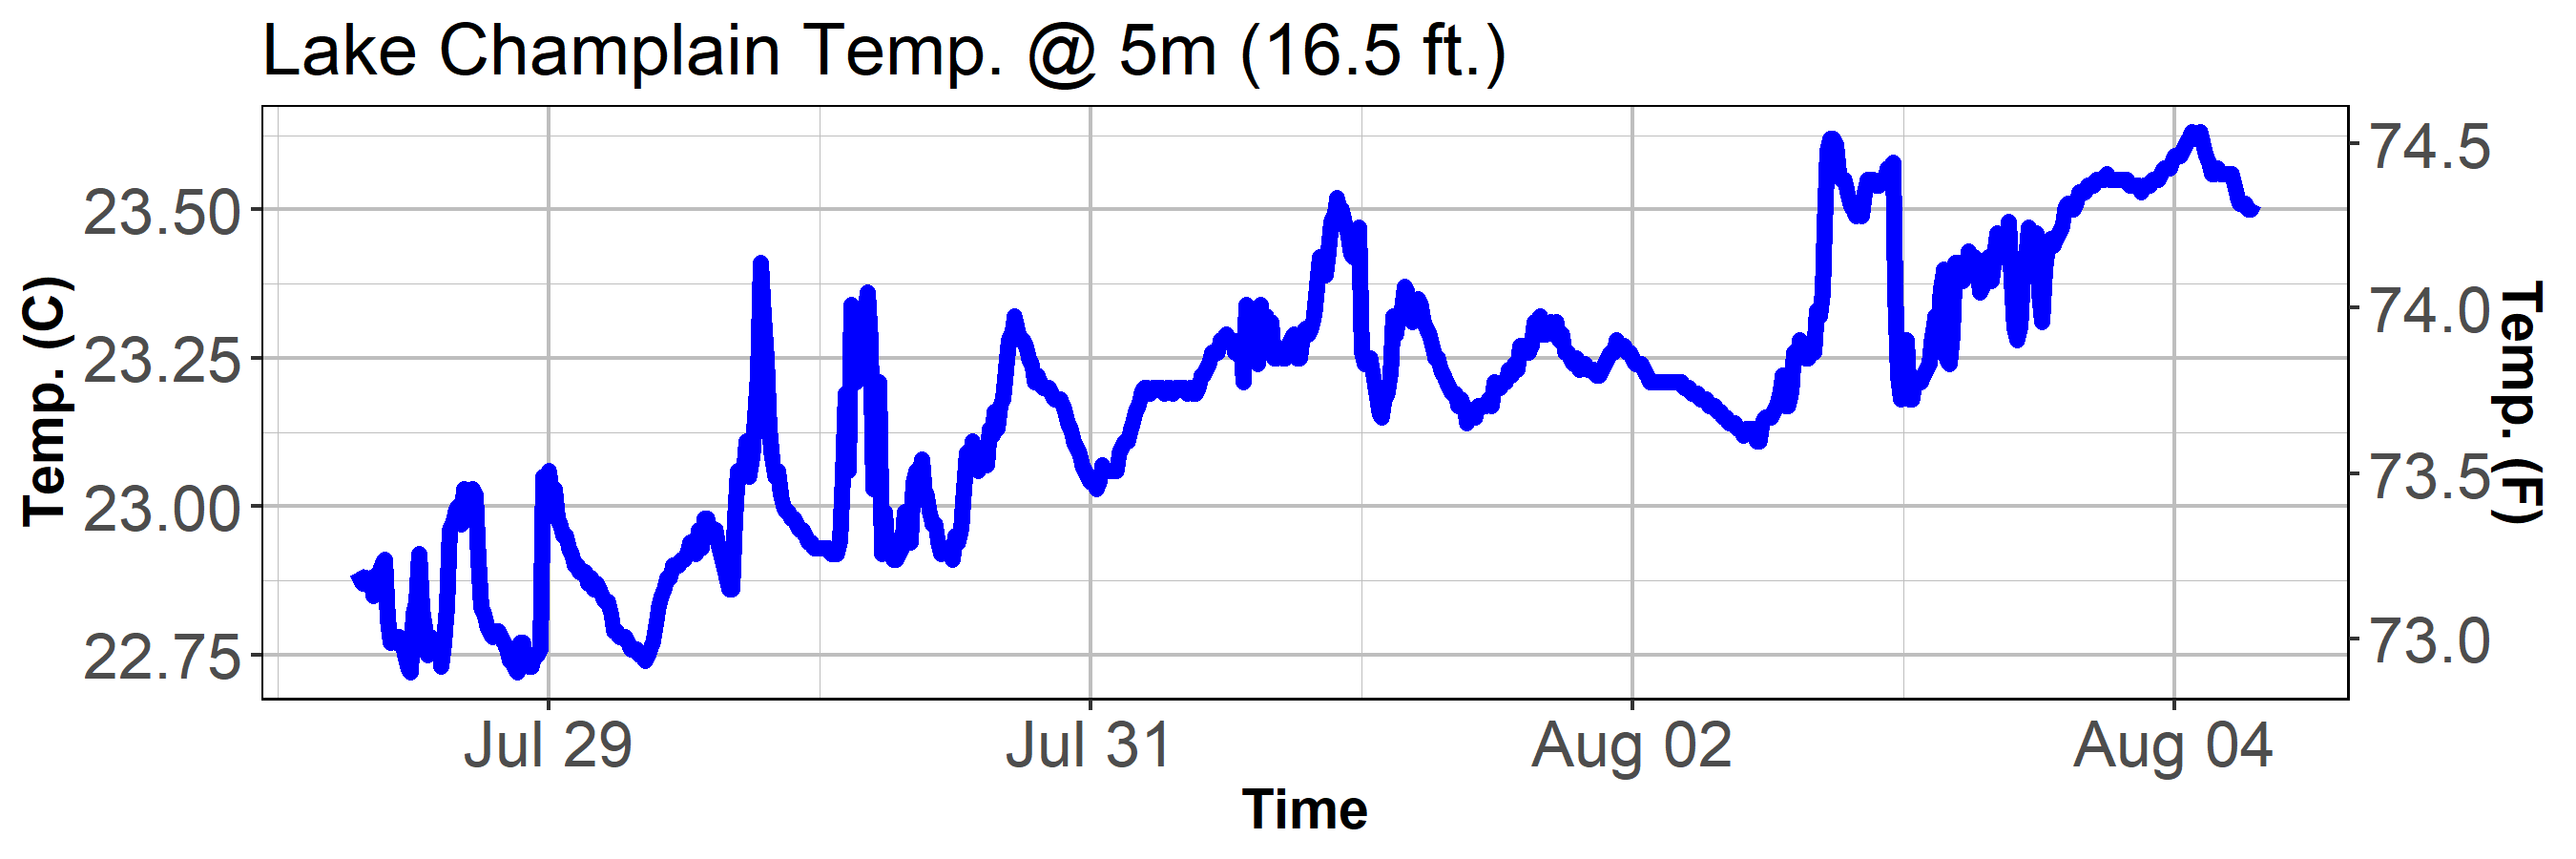 Lake Champlain Temp. @ 5m (16.5 ft.)
Temp. (C)
23.50
23.25
23.00
22.75
74.5
74.0
73.5
73.0
Temp. (F)
Jul 29
Jul 31
Aug 02
Aug 04
Time